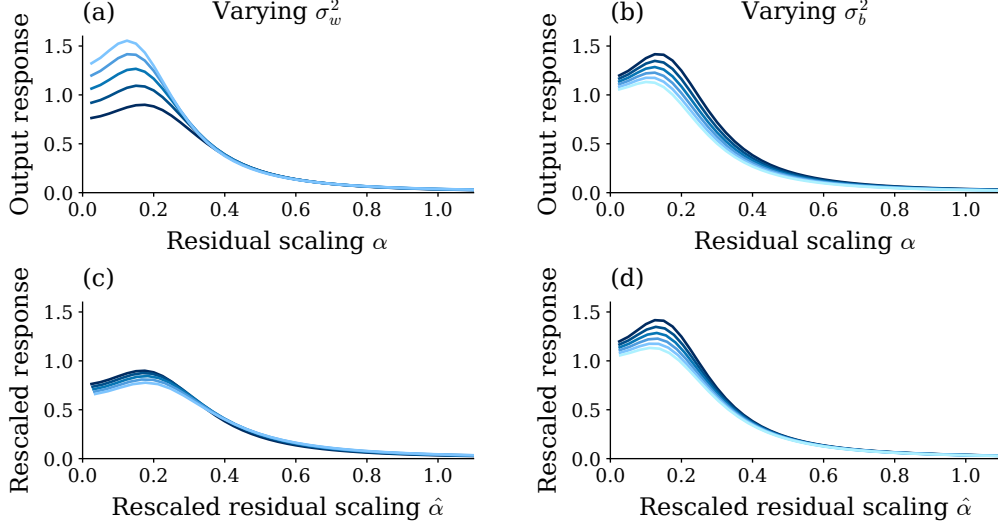 (a)
Varying σ_w^2
Output response
1.5
1.0
0.5
0.0
0.0 0.2 0.4 0.6 0.8 1.0
Residual scaling α
(b)
Varying σ_b^2
Output response
1.5
1.0
0.5
0.0
0.0 0.2 0.4 0.6 0.8 1.0
Residual scaling α
(c)
Rescaled response
1.5
1.0
0.5
0.0
0.0 0.2 0.4 0.6 0.8 1.0
Rescaled residual scaling α̂
(d)
Rescaled response
1.5
1.0
0.5
0.0
0.0 0.2 0.4 0.6 0.8 1.0
Rescaled residual scaling α̂